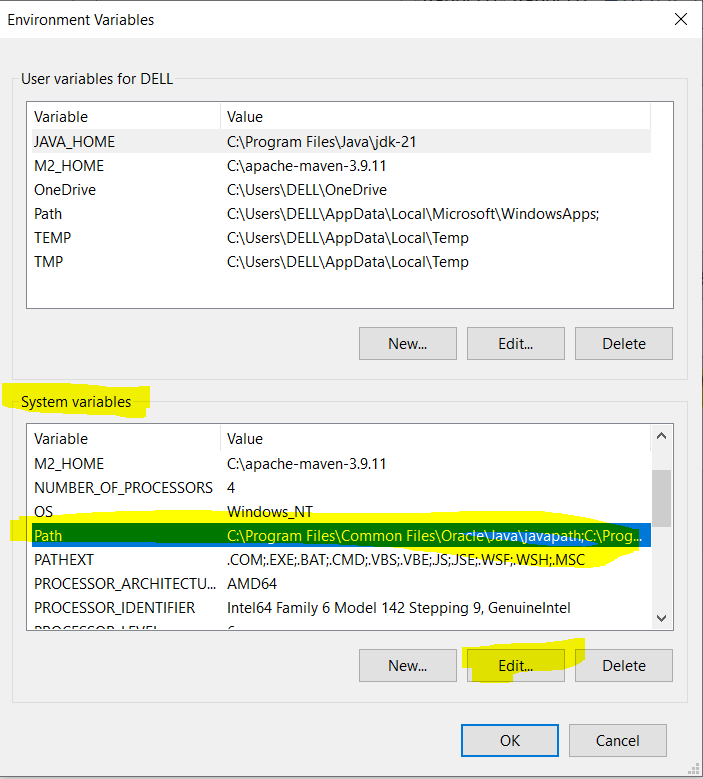 Environment Variables
User variables for DELL
Variable Value
JAVA_HOME C:\Program Files\Java\jdk-21
M2_HOME C:\apache-maven-3.9.11
OneDrive C:\Users\DELL\OneDrive
Path C:\Users\DELL\AppData\Local\Microsoft\WindowsApps;
TEMP C:\Users\DELL\AppData\Local\Temp
TMP C:\Users\DELL\AppData\Local\Temp
New... Edit... Delete
System variables
Variable Value
M2_HOME C:\apache-maven-3.9.11
NUMBER_OF_PROCESSORS 4
OS Windows_NT
Path C:\Program Files\Common Files\Oracle\Java\javapath;C:\Prog...
PATHEXT .COM;.EXE;.BAT;.CMD;.VBS;.VBE;.JS;.JSE;.WSF;.WSH;.MSC
PROCESSOR_ARCHITECTU... AMD64
PROCESSOR_IDENTIFIER Intel64 Family 6 Model 142 Stepping 9, GenuineIntel
New... Edit... Delete
OK Cancel